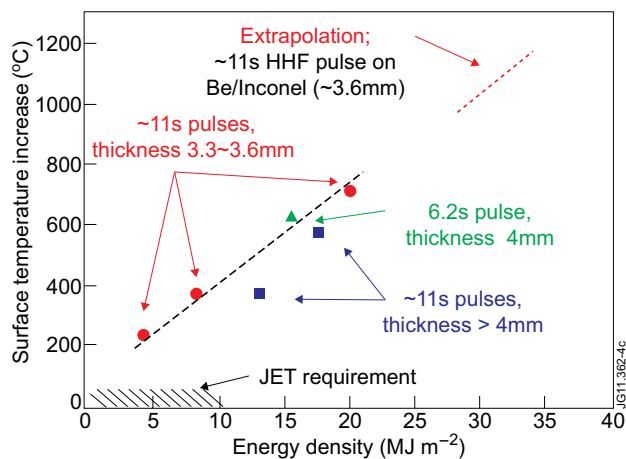 Extrapolation;
~11s HHF pulse on
Be/Inconel (~3.6mm)
~11s pulses,
thickness 3.3~3.6mm
6.2s pulse,
thickness 4mm
~11s pulses,
thickness > 4mm
JET requirement
Surface temperature increase (ºC)
1200
1000
800
600
400
200
0
0 5 10 15 20 25 30 35 40
Energy density (MJ m⁻²)
JG11.362-4c